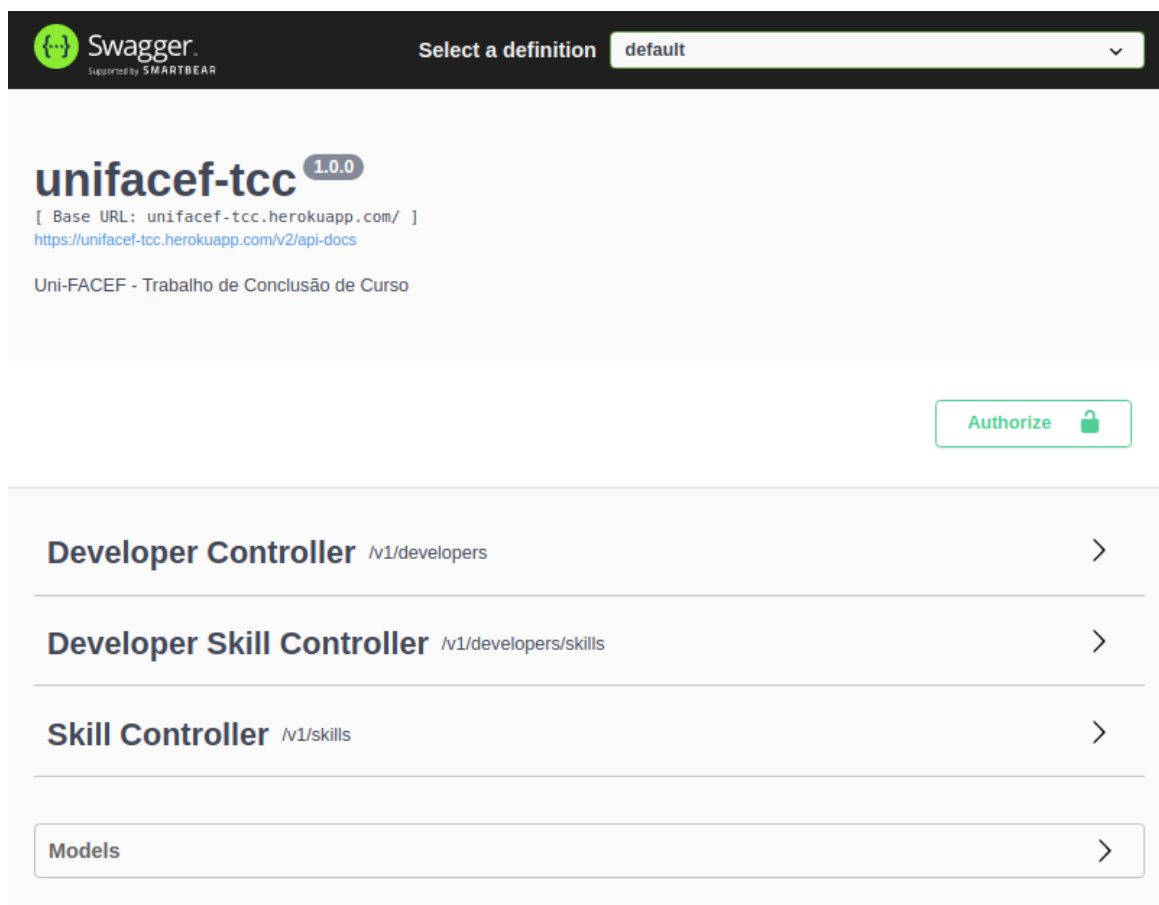 {···} Swagger.
Supported by SMARTBEAR
Select a definition default
unifacef-tcc 1.0.0
[ Base URL: unifacef-tcc.herokuapp.com/ ]
https://unifacef-tcc.herokuapp.com/v2/api-docs
Uni-FACEF - Trabalho de Conclusão de Curso
Authorize
Developer Controller /v1/developers
Developer Skill Controller /v1/developers/skills
Skill Controller /v1/skills
Models